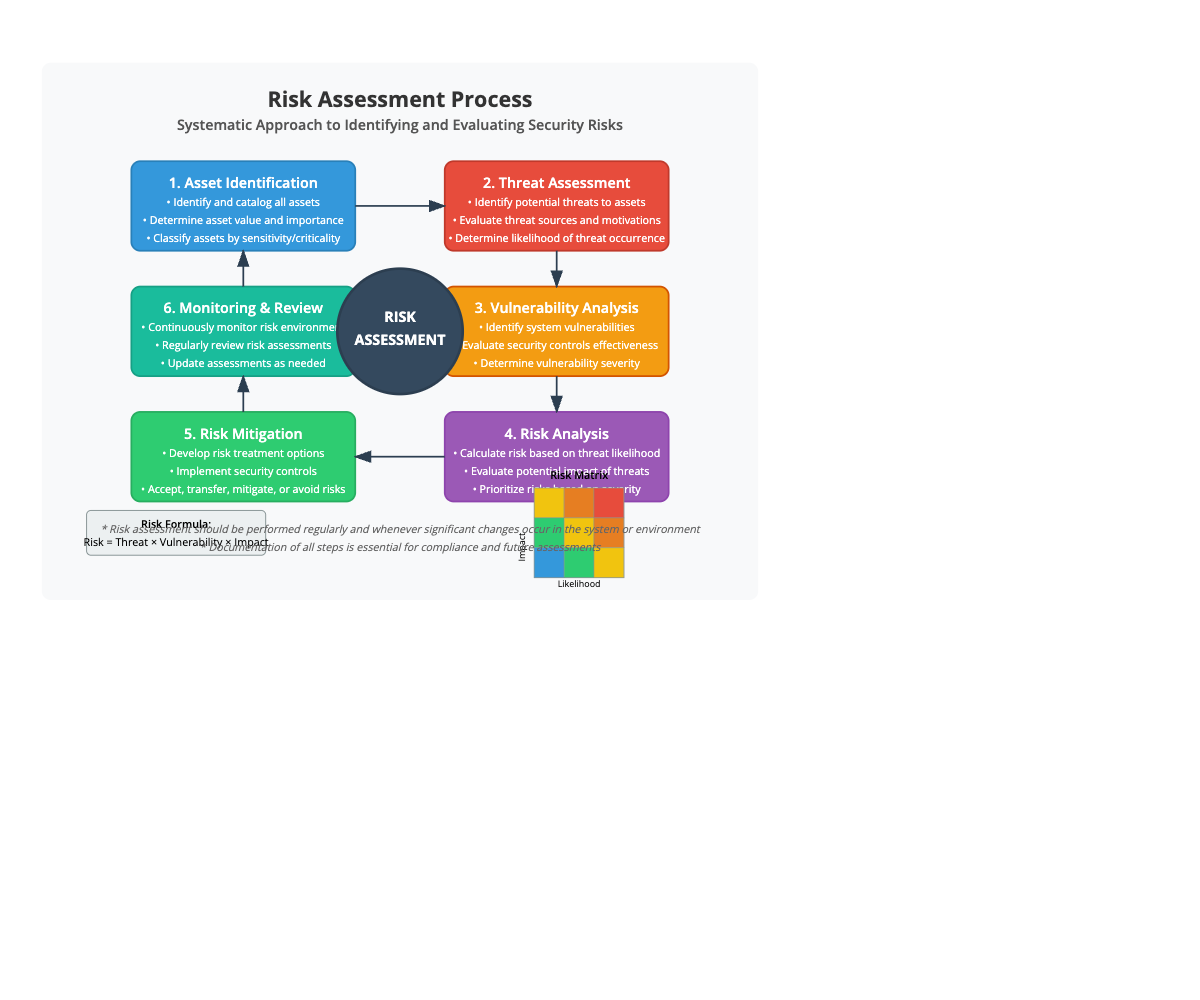 Risk Assessment Process
Systematic Approach to Identifying and Evaluating Security Risks
1. Asset Identification
• Identify and catalog all assets
• Determine asset value and importance
• Classify assets by sensitivity/criticality
2. Threat Assessment
• Identify potential threats to assets
• Evaluate threat sources and motivations
• Determine likelihood of threat occurrence
6. Monitoring & Review
• Continuously monitor risk environmen
• Regularly review risk assessments
• Update assessments as needed
RISK
ASSESSMENT
3. Vulnerability Analysis
• Identify system vulnerabilities
Evaluate security controls effectiveness
• Determine vulnerability severity
5. Risk Mitigation
• Develop risk treatment options
• Implement security controls
• Accept, transfer, mitigate, or avoid risks
4. Risk Analysis
• Calculate risk based on threat likelihood
• Evaluate potential impact of threats
• Prioritize risks based on severity
Risk Matrix
Impact
Likelihood
Risk Formula:
Risk = Threat × Vulnerability × Impact
* Risk assessment should be performed regularly and whenever significant changes occur in the system or environment
* Documentation of all steps is essential for compliance and future assessments